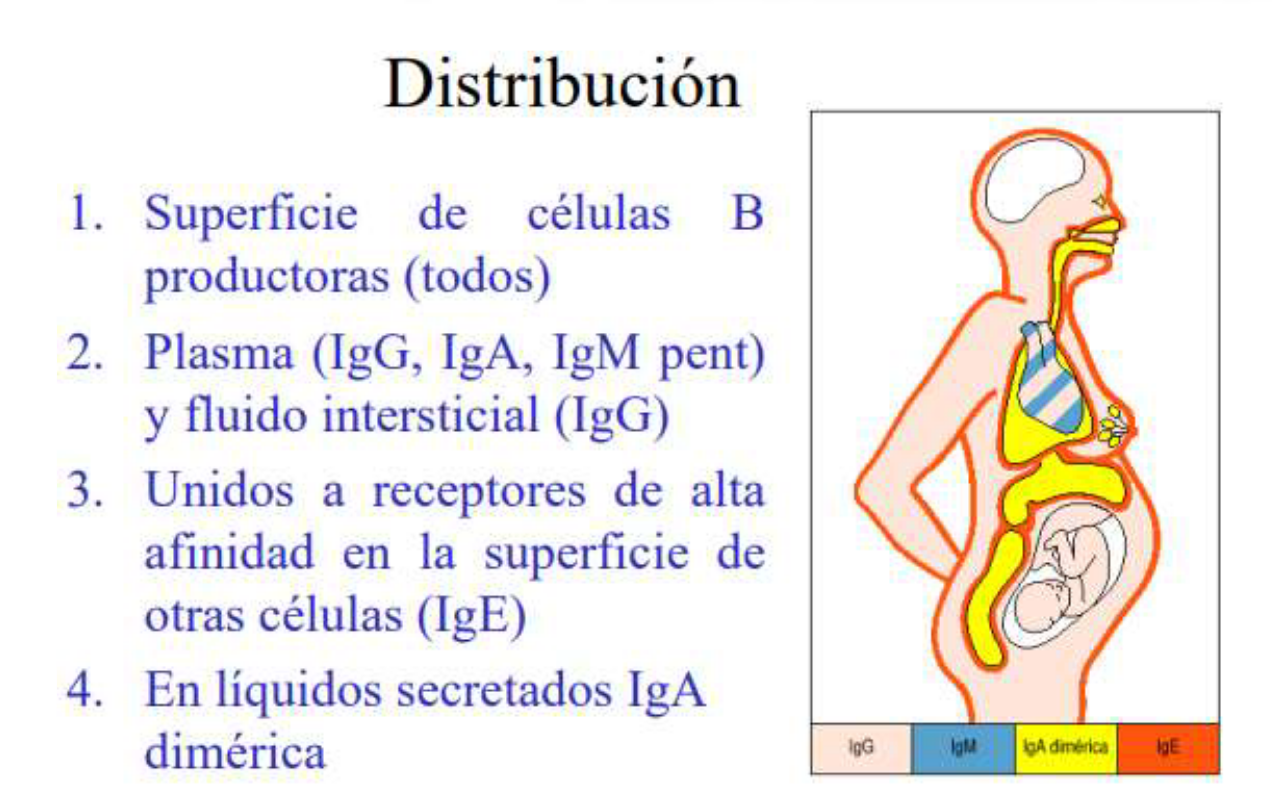 Distribución
1. Superficie de células B
productoras (todos)
2. Plasma (IgG, IgA, IgM pent)
y fluido intersticial (IgG)
3. Unidos a receptores de alta
afinidad en la superficie de
otras células (IgE)
4. En líquidos secretados IgA
dimérica
IgG IgM IgA dimérica IgE